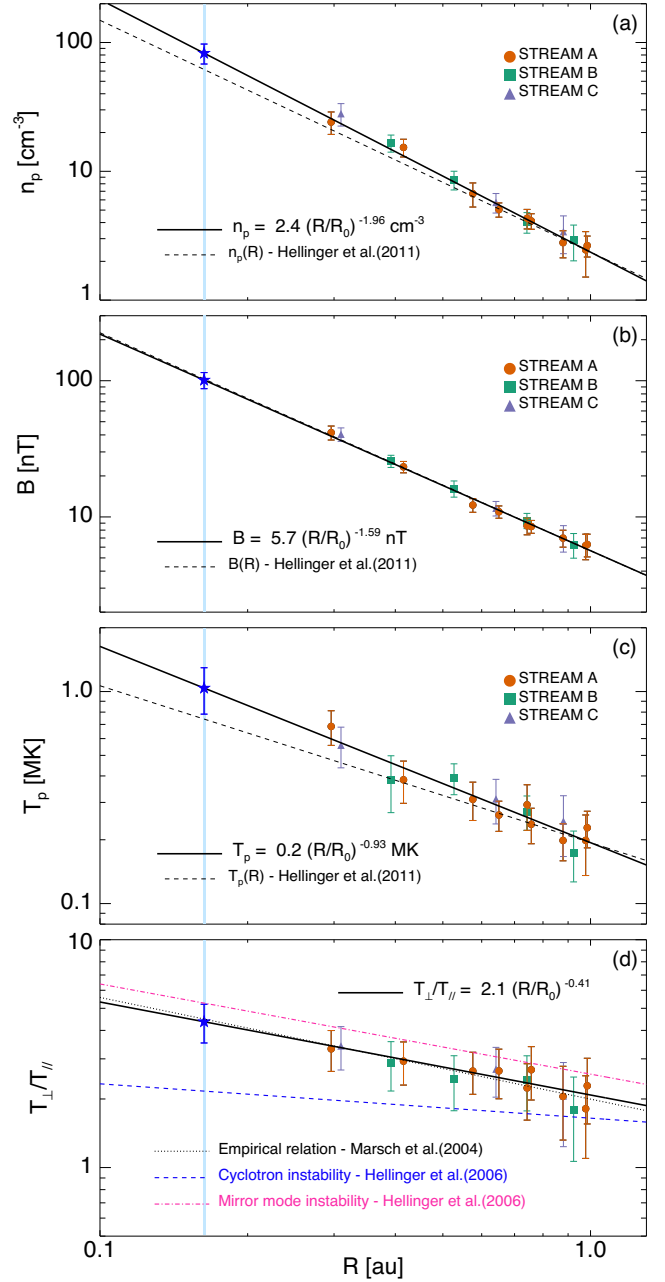 (a)
100
10
1
n_p [cm⁻³]
STREAM A
STREAM B
STREAM C
n_p = 2.4 (R/R₀)^-1.96 cm⁻³
n_p(R) - Hellinger et al.(2011)
(b)
100
10
B [nT]
STREAM A
STREAM B
STREAM C
B = 5.7 (R/R₀)^-1.59 nT
B(R) - Hellinger et al.(2011)
(c)
1.0
0.1
T_p [MK]
STREAM A
STREAM B
STREAM C
T_p = 0.2 (R/R₀)^-0.93 MK
T_p(R) - Hellinger et al.(2011)
(d)
10
1
T_⊥/T_//
T_⊥/T_// = 2.1 (R/R₀)^-0.41
Empirical relation - Marsch et al.(2004)
Cyclotron instability - Hellinger et al.(2006)
Mirror mode instability - Hellinger et al.(2006)
0.1
1.0
R [au]